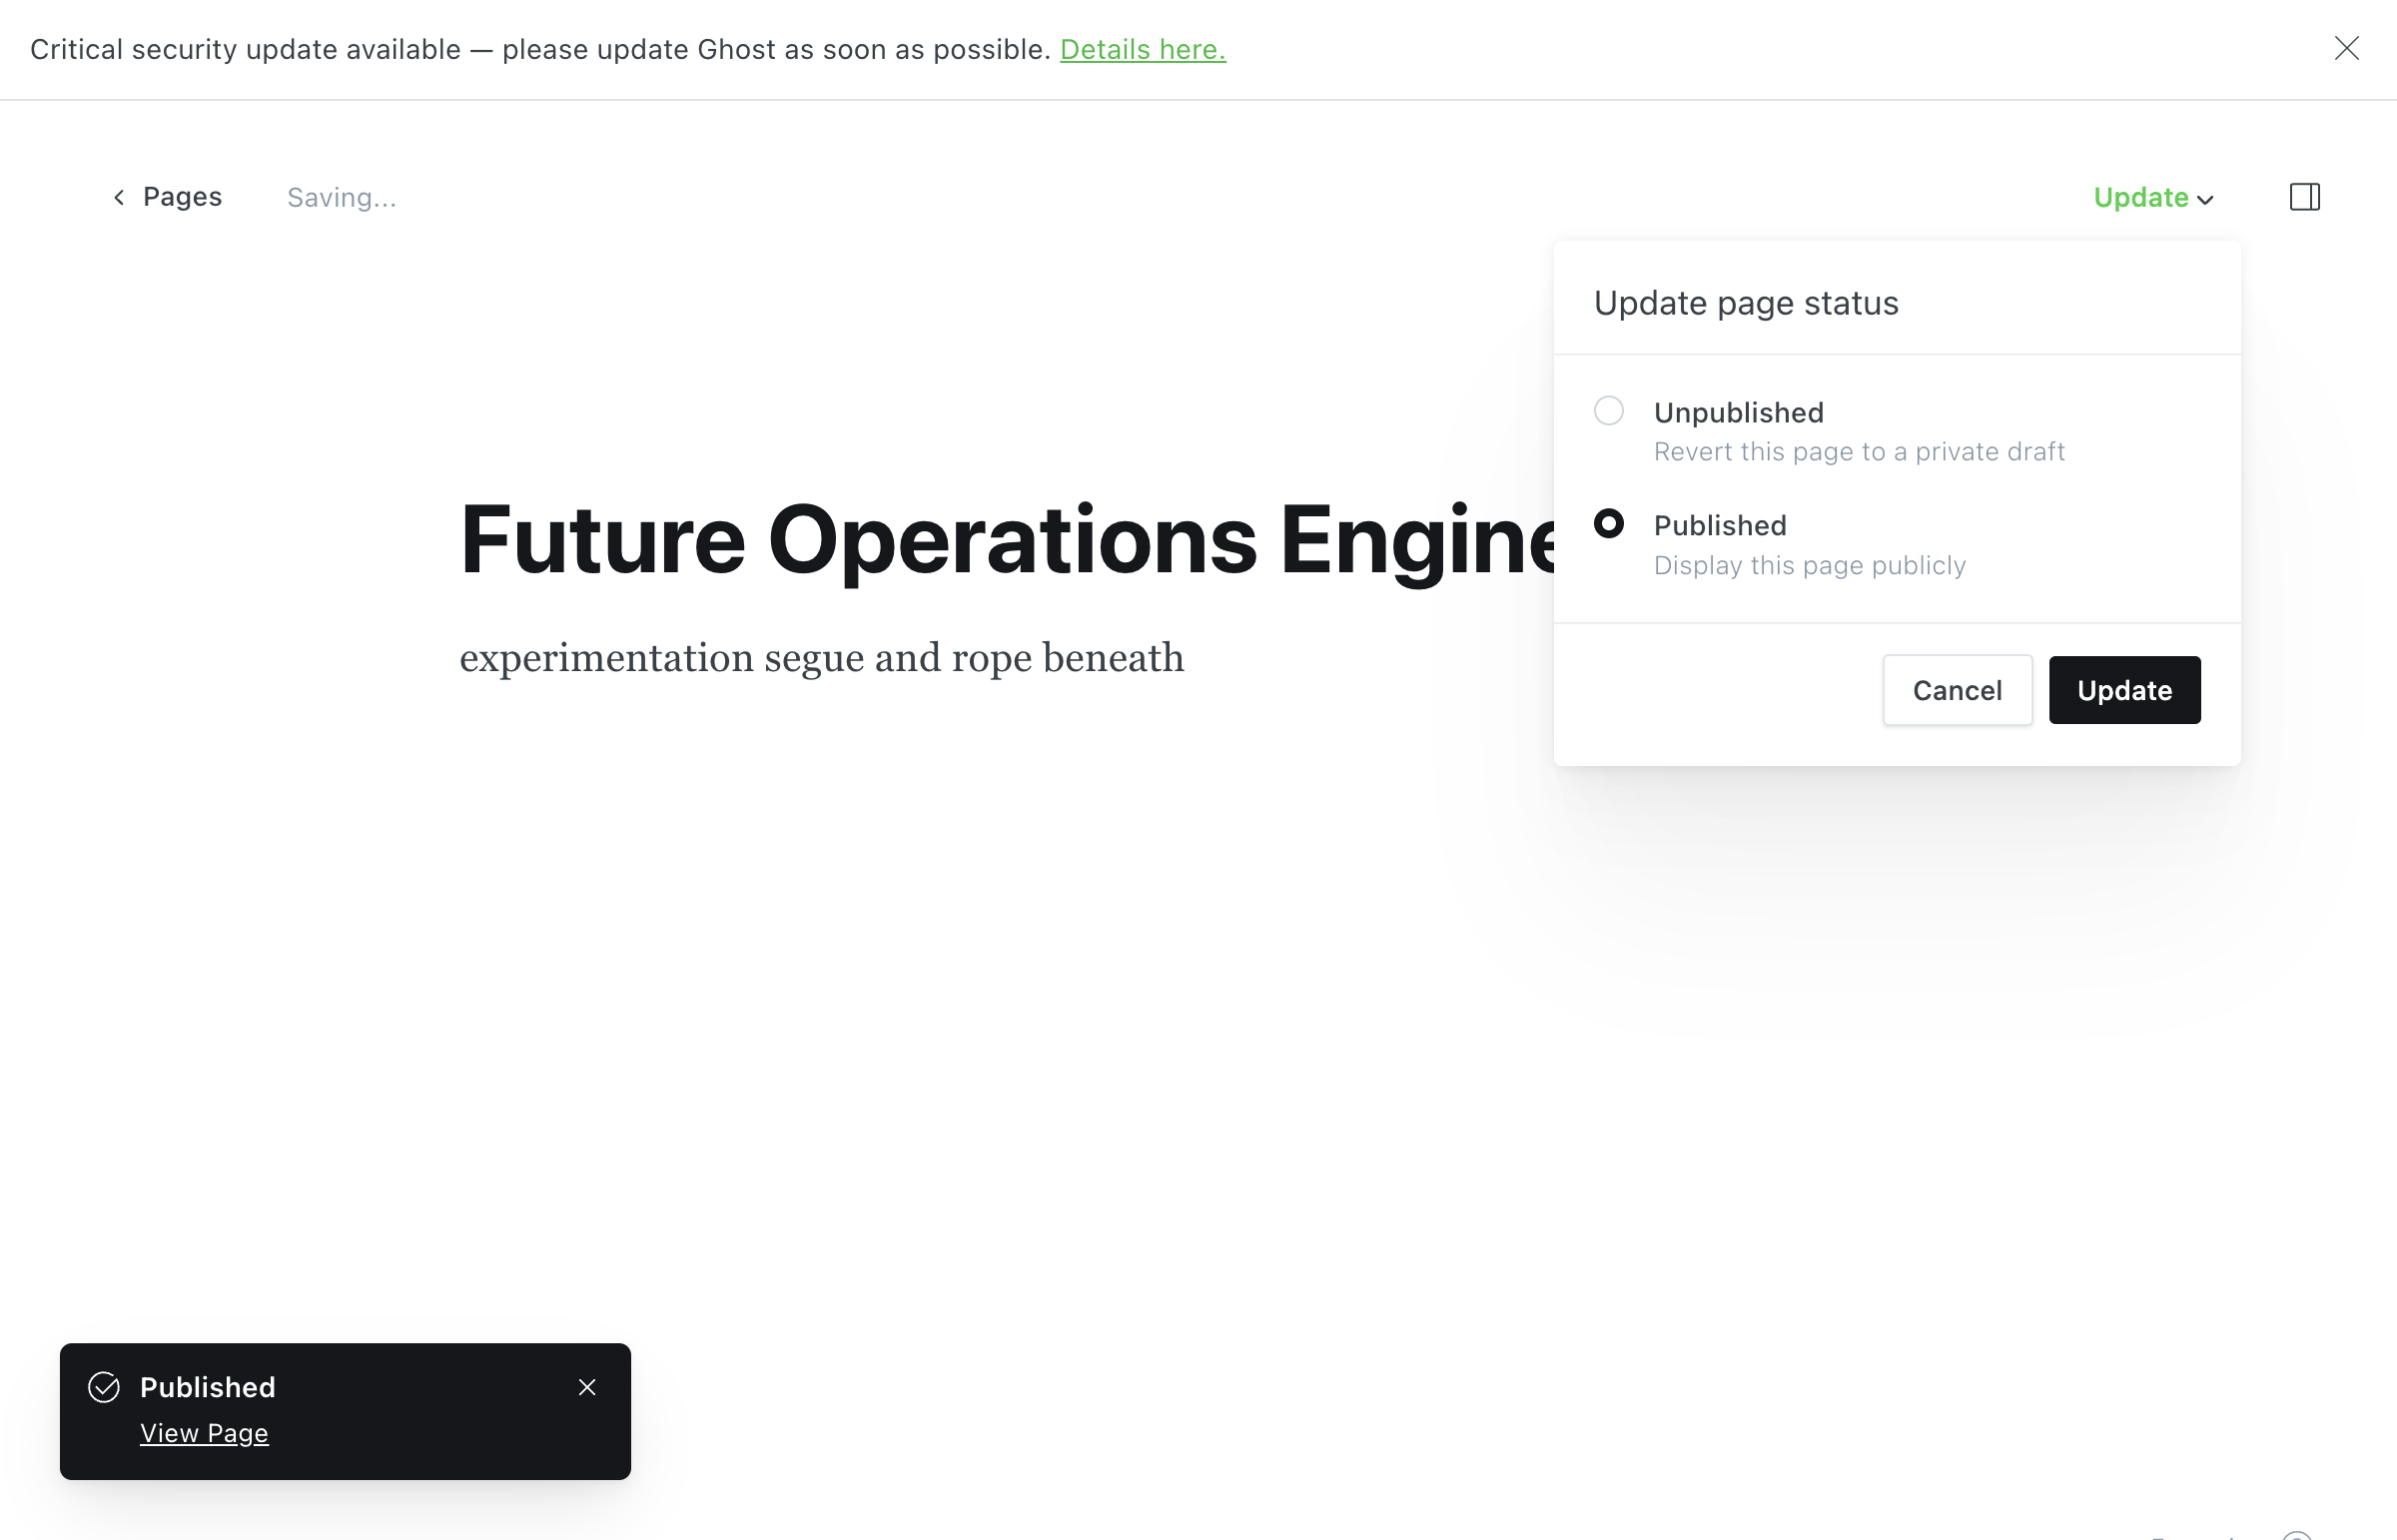 Critical security update available — please update Ghost as soon as possible. Details here.
Pages
Saving...
Update
Update page status
Unpublished
Revert this page to a private draft
Published
Display this page publicly
Cancel
Update
Future Operations Engine
experimentation segue and rope beneath
Published
View Page